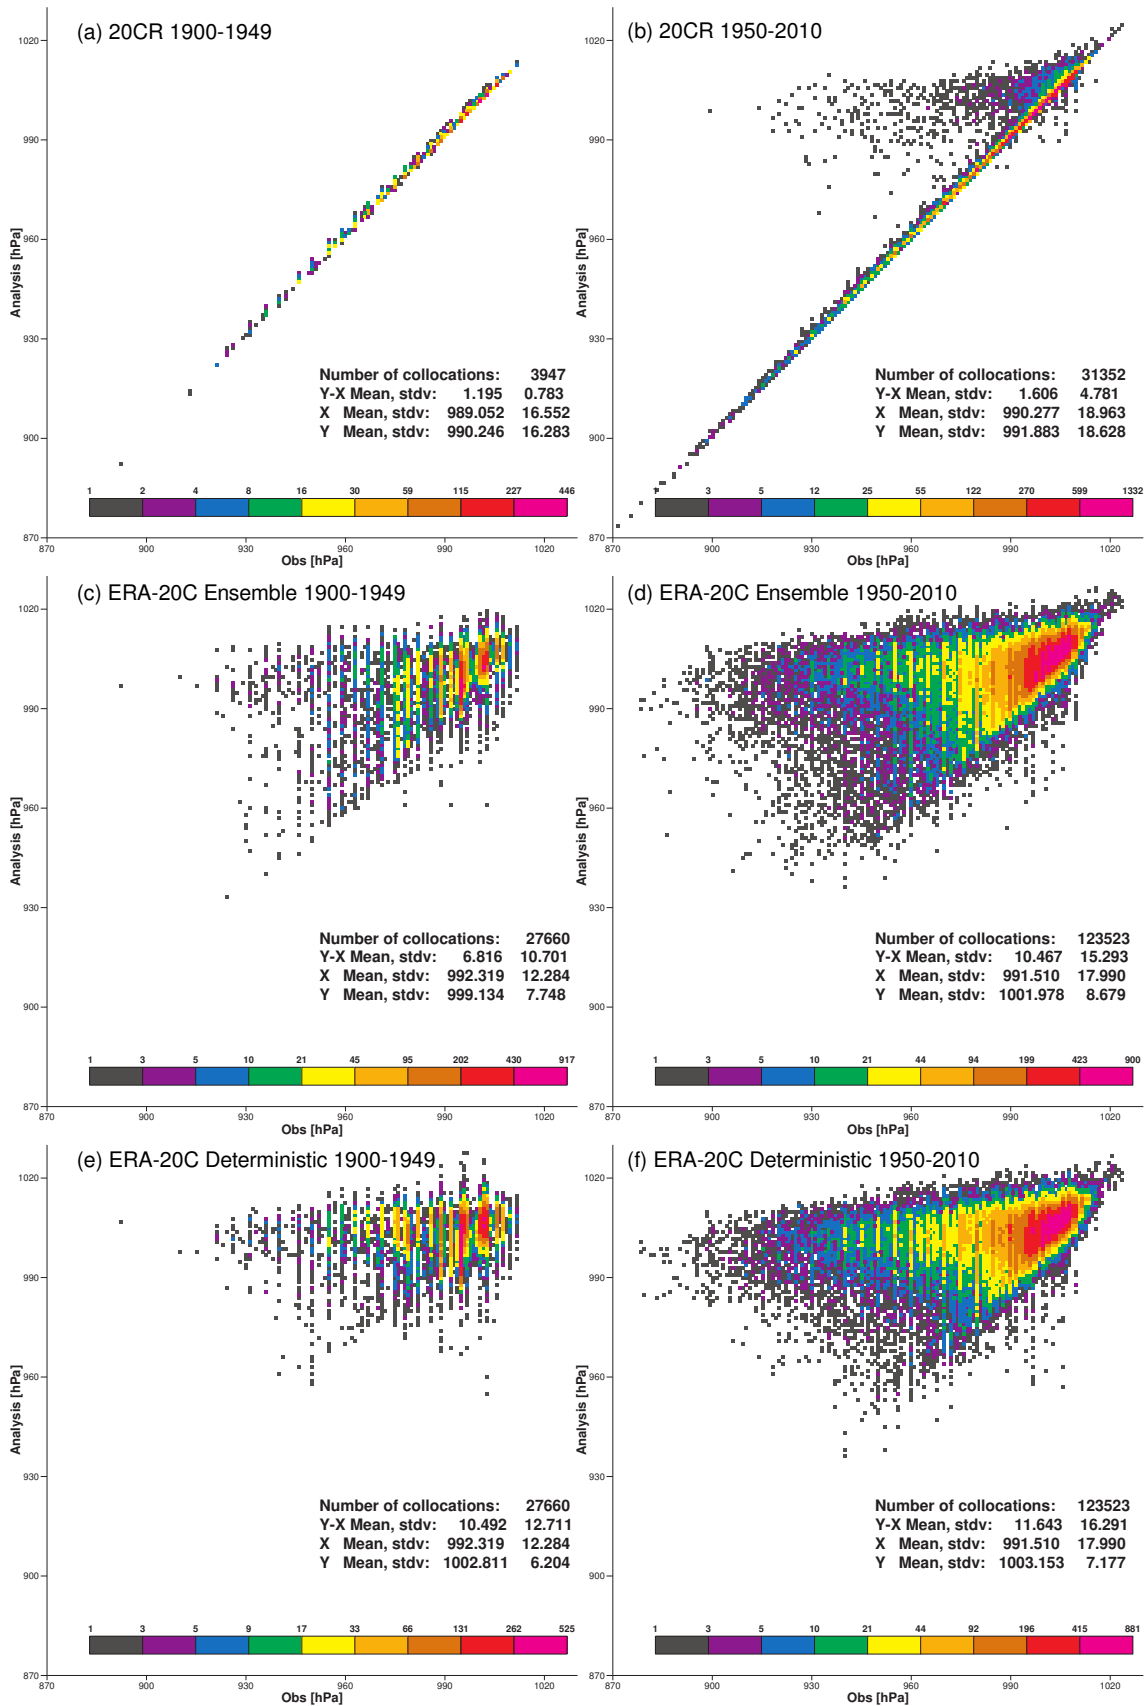 (a) 20CR 1900-1949
1020
990
960
930
900
870
Analysis [hPa]
Number of collocations: 3947
Y-X Mean, stdv: 1.195 0.783
X Mean, stdv: 989.052 16.552
Y Mean, stdv: 990.246 16.283
1 2 4 8 16 30 59 115 227 446
870 900 930 960 990 1020
Obs [hPa]
(b) 20CR 1950-2010
1020
990
960
930
900
870
Analysis [hPa]
Number of collocations: 31352
Y-X Mean, stdv: 1.606 4.781
X Mean, stdv: 990.277 18.963
Y Mean, stdv: 991.883 18.628
1 3 5 12 25 55 122 270 599 1332
870 900 930 960 990 1020
Obs [hPa]
(c) ERA-20C Ensemble 1900-1949
1020
990
960
930
900
870
Analysis [hPa]
Number of collocations: 27660
Y-X Mean, stdv: 6.816 10.701
X Mean, stdv: 992.319 12.284
Y Mean, stdv: 999.134 7.748
1 3 5 10 21 45 95 202 430 917
870 900 930 960 990 1020
Obs [hPa]
(d) ERA-20C Ensemble 1950-2010
1020
990
960
930
900
870
Analysis [hPa]
Number of collocations: 123523
Y-X Mean, stdv: 10.467 15.293
X Mean, stdv: 991.510 17.990
Y Mean, stdv: 1001.978 8.679
1 3 5 10 21 44 94 199 423 900
870 900 930 960 990 1020
Obs [hPa]
(e) ERA-20C Deterministic 1900-1949
1020
990
960
930
900
870
Analysis [hPa]
Number of collocations: 27660
Y-X Mean, stdv: 10.492 12.711
X Mean, stdv: 992.319 12.284
Y Mean, stdv: 1002.811 6.204
1 3 5 9 17 33 66 131 262 525
870 900 930 960 990 1020
Obs [hPa]
(f) ERA-20C Deterministic 1950-2010
1020
990
960
930
900
870
Analysis [hPa]
Number of collocations: 123523
Y-X Mean, stdv: 11.643 16.291
X Mean, stdv: 991.510 17.990
Y Mean, stdv: 1003.153 7.177
1 3 5 10 21 44 92 196 415 881
870 900 930 960 990 1020
Obs [hPa]